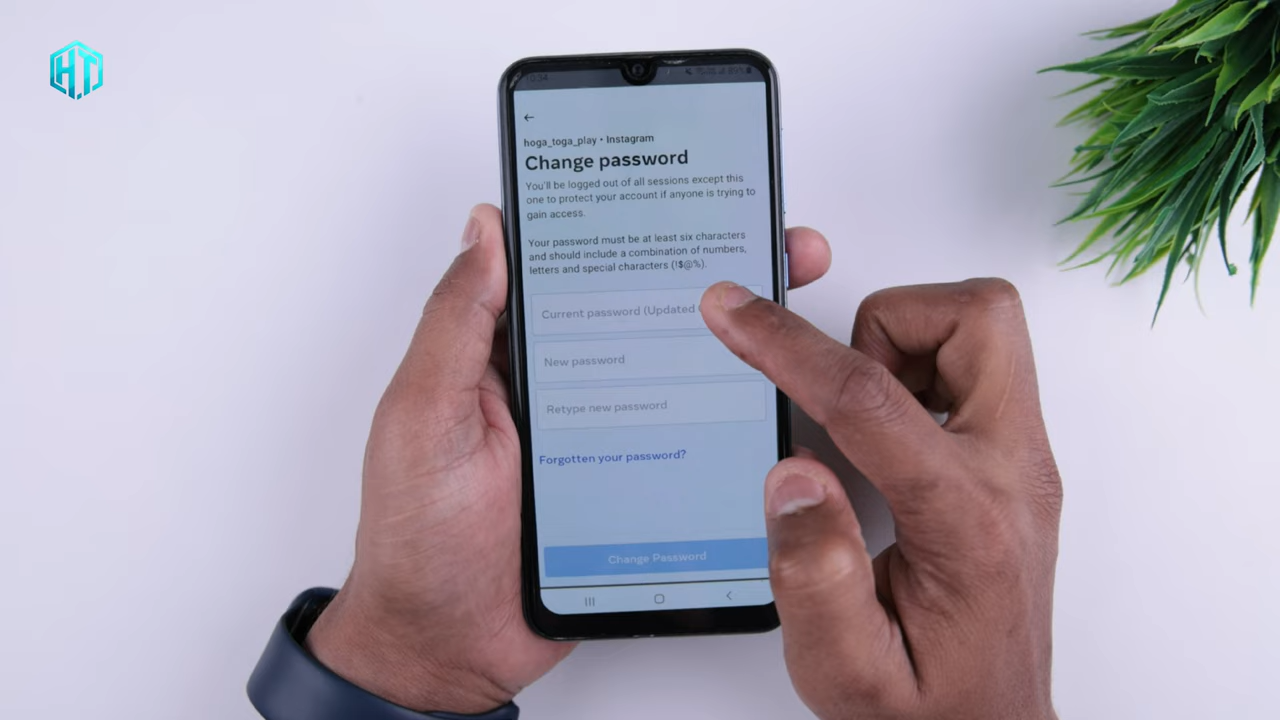 HT
10:34
hoga_toga_play • Instagram
Change password
You'll be logged out of all sessions except this
one to protect your account if anyone is trying to
gain access.
Your password must be at least six characters
and should include a combination of numbers,
letters and special characters (!$@%).
Current password (Updated
New password
Retype new password
Forgotten your password?
Change Password